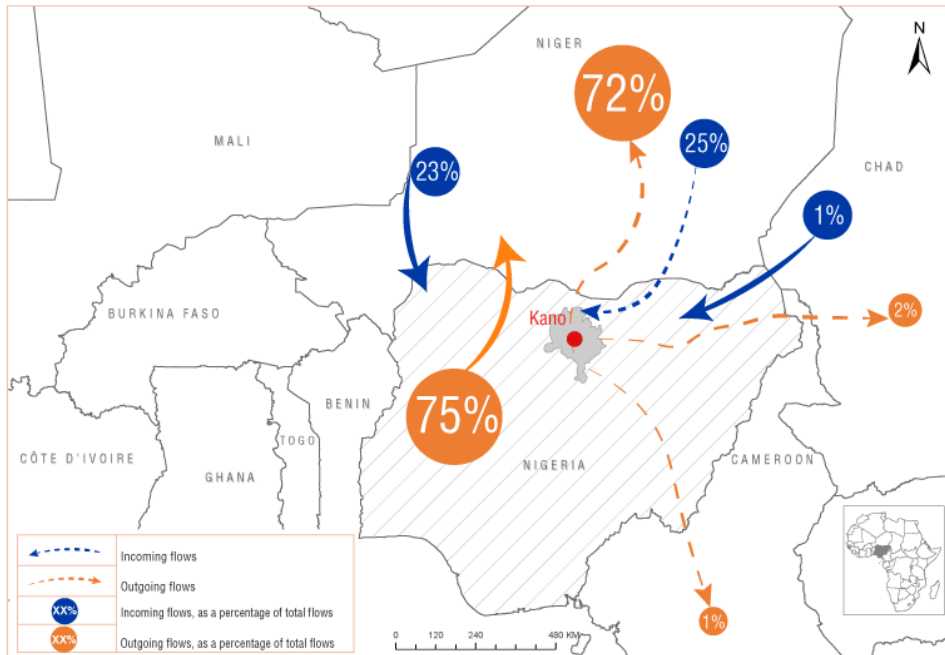 N
NIGER
72%
MALI
25%
23%
CHAD
1%
BURKINA FASO
Kano
2%
75%
BENIN
TOGO
CÔTE D'IVOIRE
GHANA
NIGERIA
CAMEROON
Incoming flows
Outgoing flows
XX% Incoming flows, as a percentage of total flows
XX% Outgoing flows, as a percentage of total flows
1%
0 120 240 480 KM